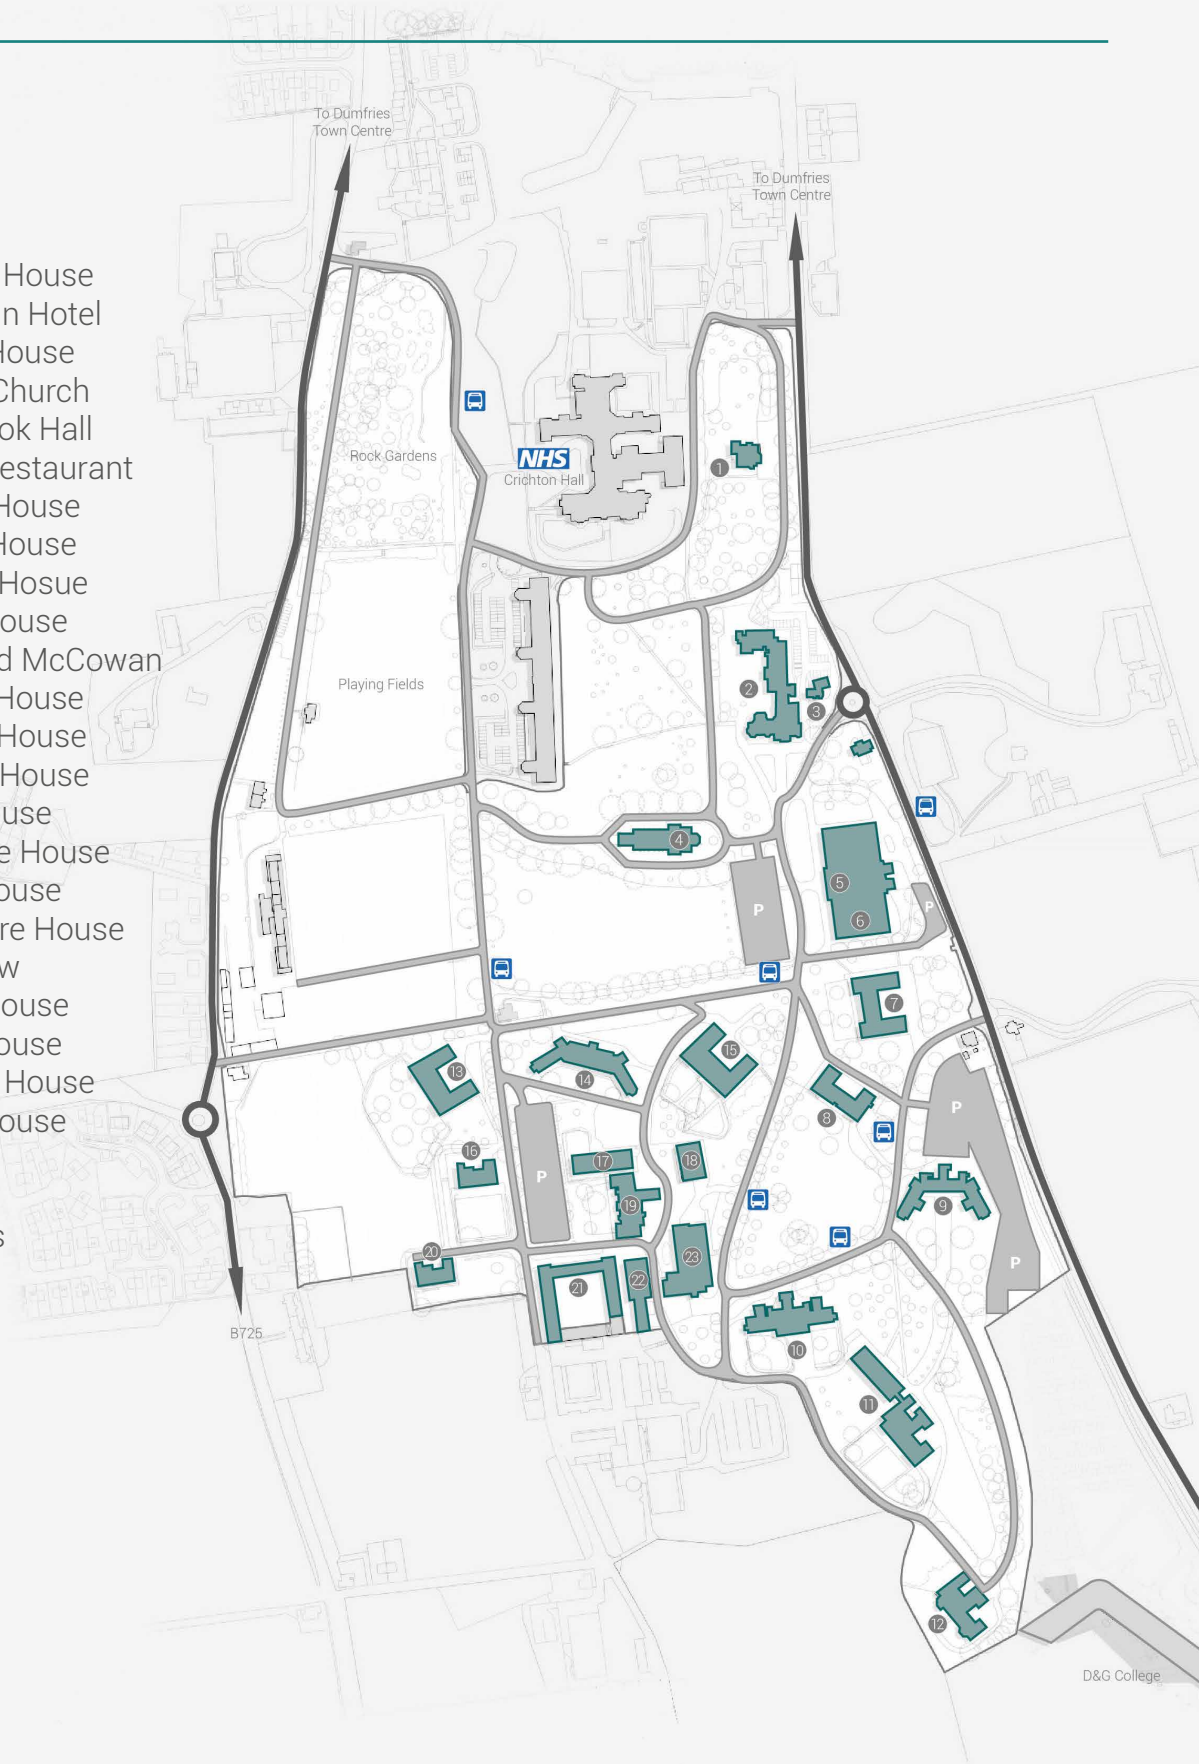 To Dumfries
Town Centre
To Dumfries
Town Centre
House
n Hotel
House
Church
ok Hall
estaurant
House
House
Hosue
ouse
d McCowan
House
House
House
use
e House
ouse
re House
w
ouse
ouse
House
ouse
s
Rock Gardens
NHS
Crichton Hall
1
Playing Fields
2
3
4
5
6
P
P
7
15
13
14
8
P
16
17
18
P
9
19
20
23
22
21
P
B725
10
11
12
D&G College